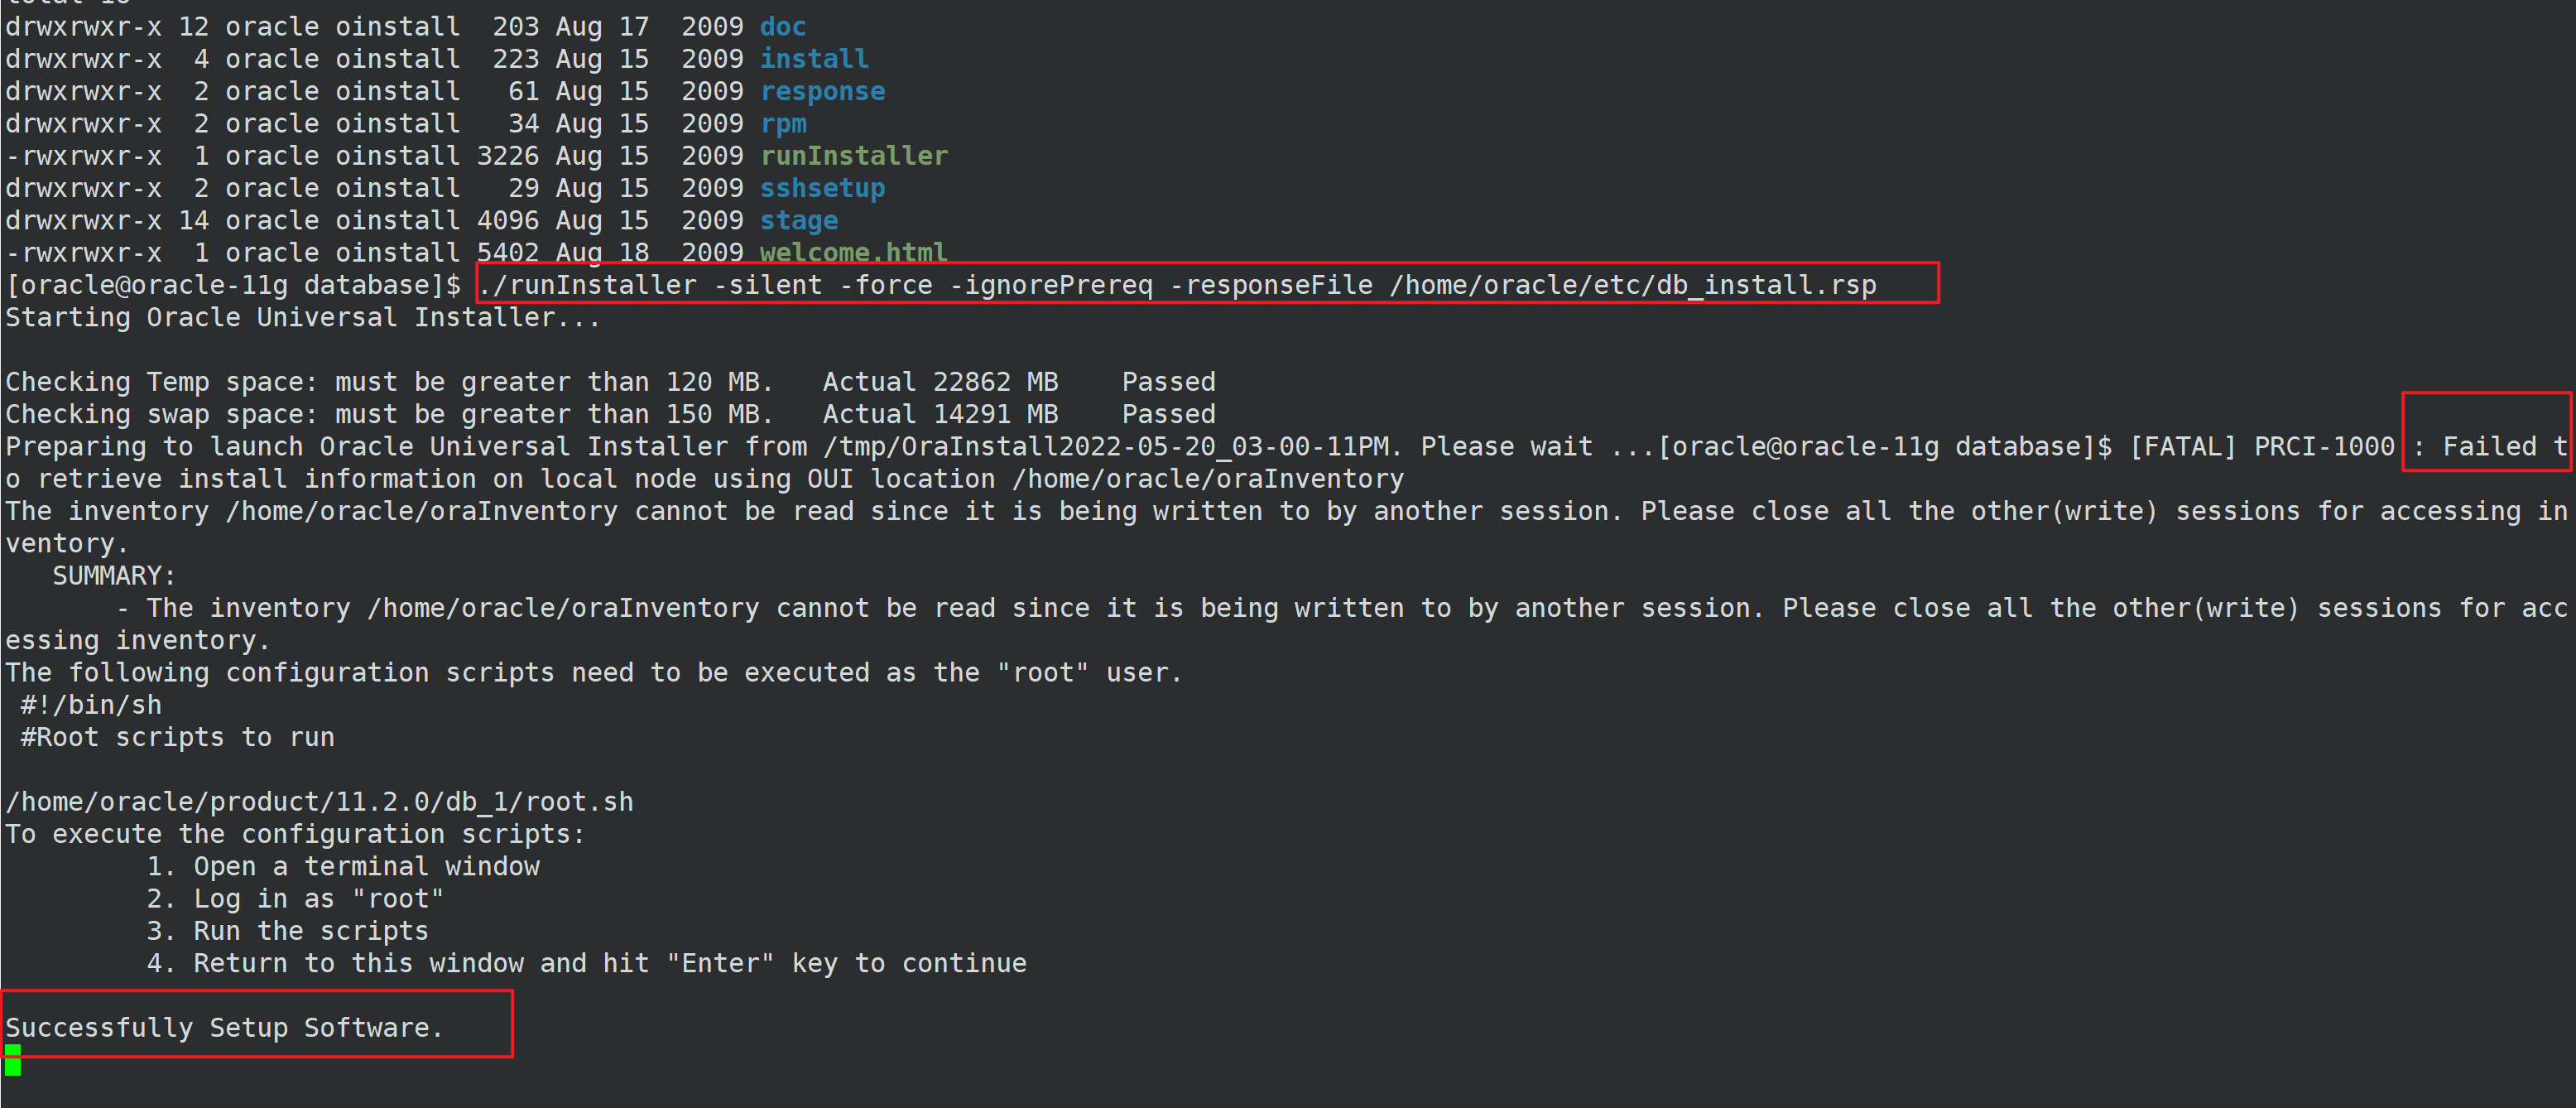 total 16
drwxrwxr-x 12 oracle oinstall  203 Aug 17  2009 doc
drwxrwxr-x  4 oracle oinstall  223 Aug 15  2009 install
drwxrwxr-x  2 oracle oinstall   61 Aug 15  2009 response
drwxrwxr-x  2 oracle oinstall   34 Aug 15  2009 rpm
-rwxrwxr-x  1 oracle oinstall 3226 Aug 15  2009 runInstaller
drwxrwxr-x  2 oracle oinstall   29 Aug 15  2009 sshsetup
drwxrwxr-x 14 oracle oinstall 4096 Aug 15  2009 stage
-rwxrwxr-x  1 oracle oinstall 5402 Aug 18  2009 welcome.html
[oracle@oracle-11g database]$ ./runInstaller -silent -force -ignorePrereq -responseFile /home/oracle/etc/db_install.rsp
Starting Oracle Universal Installer...
Checking Temp space: must be greater than 120 MB.   Actual 22862 MB    Passed
Checking swap space: must be greater than 150 MB.   Actual 14291 MB    Passed
Preparing to launch Oracle Universal Installer from /tmp/OraInstall2022-05-20_03-00-11PM. Please wait ...[oracle@oracle-11g database]$ [FATAL] PRCI-1000 : Failed t
o retrieve install information on local node using OUI location /home/oracle/oraInventory
The inventory /home/oracle/oraInventory cannot be read since it is being written to by another session. Please close all the other(write) sessions for accessing in
ventory.
   SUMMARY:
       - The inventory /home/oracle/oraInventory cannot be read since it is being written to by another session. Please close all the other(write) sessions for acc
essing inventory.
The following configuration scripts need to be executed as the "root" user.
 #!/bin/sh
 #Root scripts to run
/home/oracle/product/11.2.0/db_1/root.sh
To execute the configuration scripts:
         1. Open a terminal window
         2. Log in as "root"
         3. Run the scripts
         4. Return to this window and hit "Enter" key to continue
Successfully Setup Software.